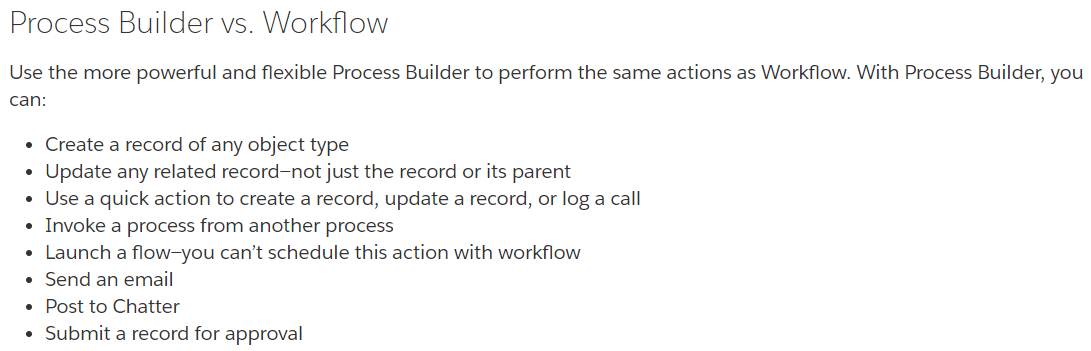 Process Builder vs. Workflow
Use the more powerful and flexible Process Builder to perform the same actions as Workflow. With Process Builder, you
can:
• Create a record of any object type
• Update any related record—not just the record or its parent
• Use a quick action to create a record, update a record, or log a call
• Invoke a process from another process
• Launch a flow—you can’t schedule this action with workflow
• Send an email
• Post to Chatter
• Submit a record for approval